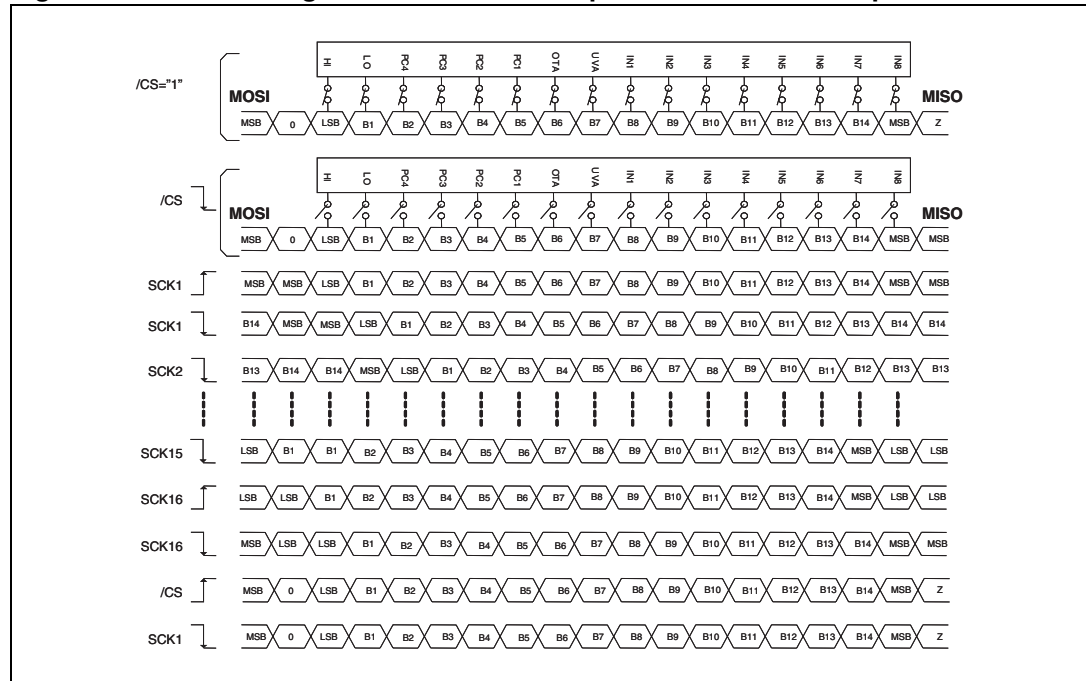 HI LO PC4 PC3 PC2 PC1 OTA UVA IN1 IN2 IN3 IN4 IN5 IN6 IN7 IN8
/CS="1"
MOSI MISO
MSB 0 LSB B1 B2 B3 B4 B5 B6 B7 B8 B9 B10 B11 B12 B13 B14 MSB Z
HI LO PC4 PC3 PC2 PC1 OTA UVA IN1 IN2 IN3 IN4 IN5 IN6 IN7 IN8
/CS
MOSI MISO
MSB 0 LSB B1 B2 B3 B4 B5 B6 B7 B8 B9 B10 B11 B12 B13 B14 MSB MSB
SCK1 MSB MSB LSB B1 B2 B3 B4 B5 B6 B7 B8 B9 B10 B11 B12 B13 B14 MSB MSB
SCK1 B14 MSB MSB LSB B1 B2 B3 B4 B5 B6 B7 B8 B9 B10 B11 B12 B13 B14 B14
SCK2 B13 B14 B14 MSB LSB B1 B2 B3 B4 B5 B6 B7 B8 B9 B10 B11 B12 B13 B13
SCK15 LSB B1 B1 B2 B3 B4 B5 B6 B7 B8 B9 B10 B11 B12 B13 B14 MSB LSB LSB
SCK16 LSB LSB B1 B2 B3 B4 B5 B6 B7 B8 B9 B10 B11 B12 B13 B14 MSB LSB LSB
SCK16 MSB LSB LSB B1 B2 B3 B4 B5 B6 B7 B8 B9 B10 B11 B12 B13 B14 MSB MSB
/CS MSB 0 LSB B1 B2 B3 B4 B5 B6 B7 B8 B9 B10 B11 B12 B13 B14 MSB Z
SCK1 MSB 0 LSB B1 B2 B3 B4 B5 B6 B7 B8 B9 B10 B11 B12 B13 B14 MSB Z